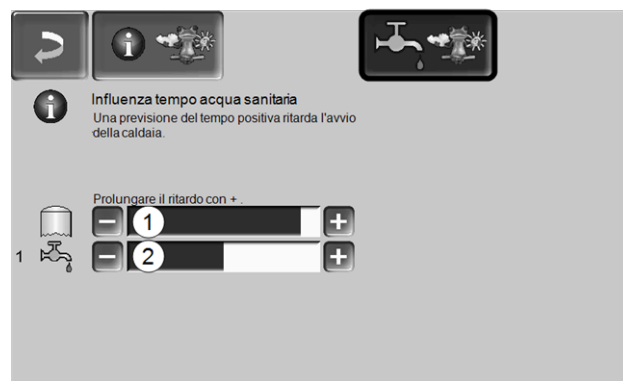 Influenza tempo acqua sanitaria
Una previsione del tempo positiva ritarda l'avvio
della caldaia.
Prolungare il ritardo con + .
1
1 2